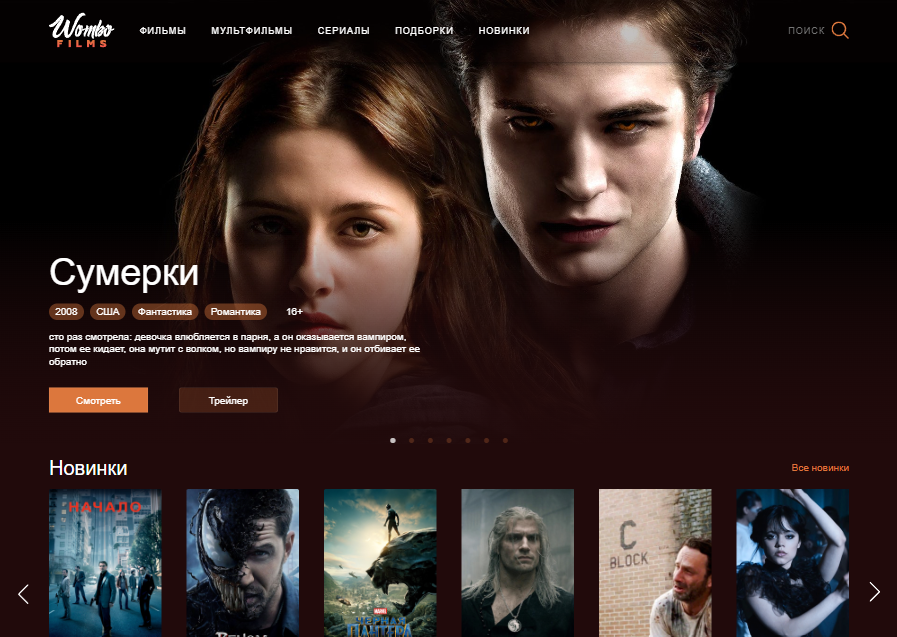 Wombo
FILMS
ФИЛЬМЫ
МУЛЬТФИЛЬМЫ
СЕРИАЛЫ
ПОДБОРКИ
НОВИНКИ
ПОИСК
Сумерки
2008
США
Фантастика
Романтика
16+
сто раз смотрела: девочка влюбляется в парня, а он оказывается вампиром,
потом ее кидает, она мутит с волком, но вампиру не нравится, и он отбивает ее
обратно
Смотреть
Трейлер
Новинки
Все новинки
НАЧАЛО
ВЕНОМ
MARVEL
ЧЕРНАЯ
ПАНТЕРА
C
BLOCK